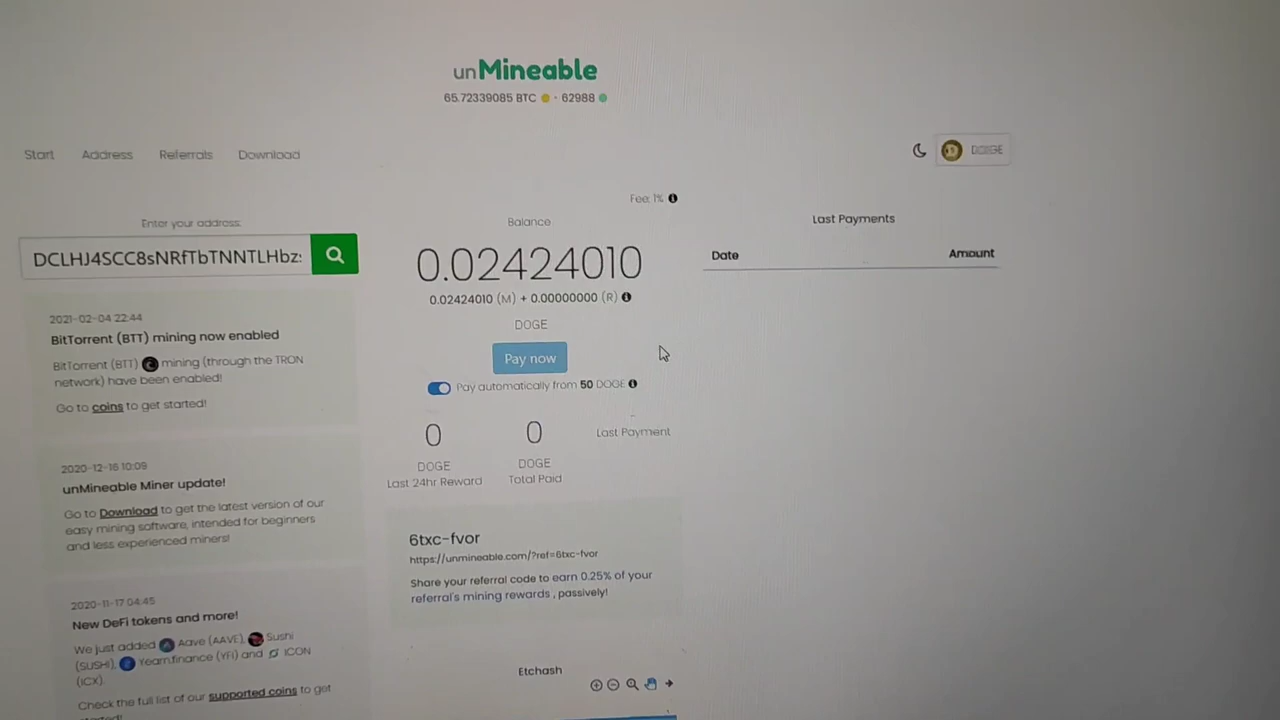 unMineable
65.72339085 BTC · 62988
Start Address Referrals Download
DOGE
Fee: 1%
Enter your address:
DCLHJ4SCC8sNRfTbTNNTLHbz
2021-02-04 22:44
BitTorrent (BTT) mining now enabled
BitTorrent (BTT) mining (through the TRON
network) have been enabled!
Go to coins to get started!
2020-12-16 10:09
unMineable Miner update!
Go to Download to get the latest version of our
easy mining software, intended for beginners
and less experienced miners!
2020-11-17 04:45
New DeFi tokens and more!
We just added Aave (AAVE), Sushi
(SUSHI), Yearn.finance (YFI) and ICON
(ICX).
Check the full list of our supported coins to get
started!
Balance
0.02424010
0.02424010 (M) + 0.00000000 (R)
DOGE
Pay now
Pay automatically from 50 DOGE
0 0 -
DOGE DOGE Last Payment
Last 24hr Reward Total Paid
6txc-fvor
https://unmineable.com/?ref=6txc-fvor
Share your referral code to earn 0.25% of your
referral's mining rewards , passively!
Etchash
Last Payments
Date Amount